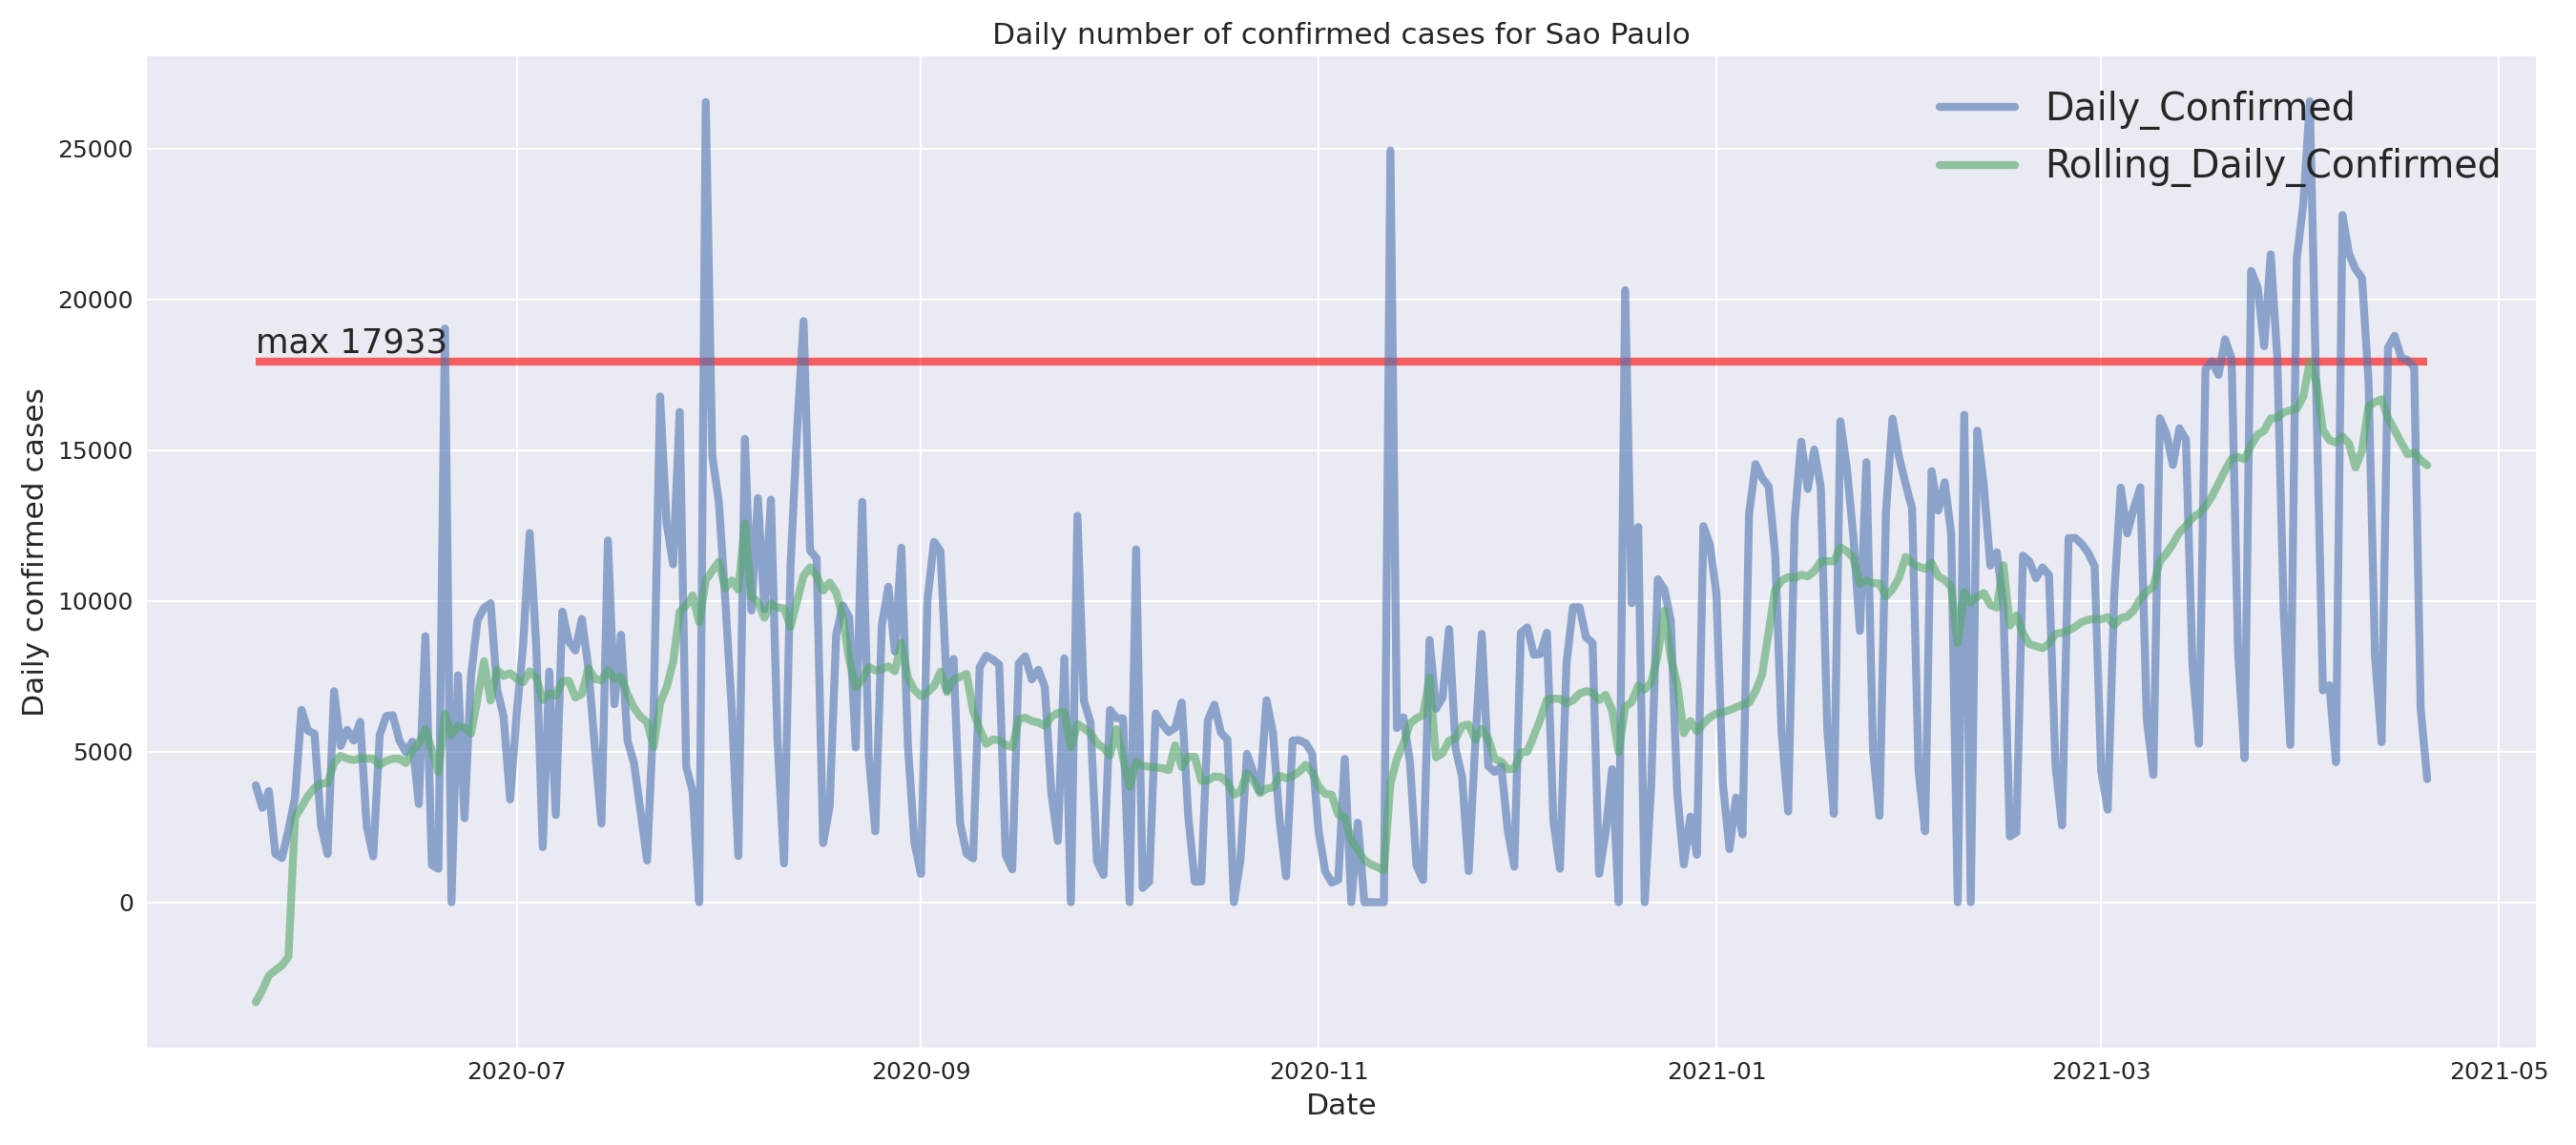 Daily number of confirmed cases for Sao Paulo
Daily_Confirmed
Rolling_Daily_Confirmed
25000
20000
max 17933
15000
10000
5000
0
Daily confirmed cases
2020-07
2020-09
2020-11
2021-01
2021-03
2021-05
Date